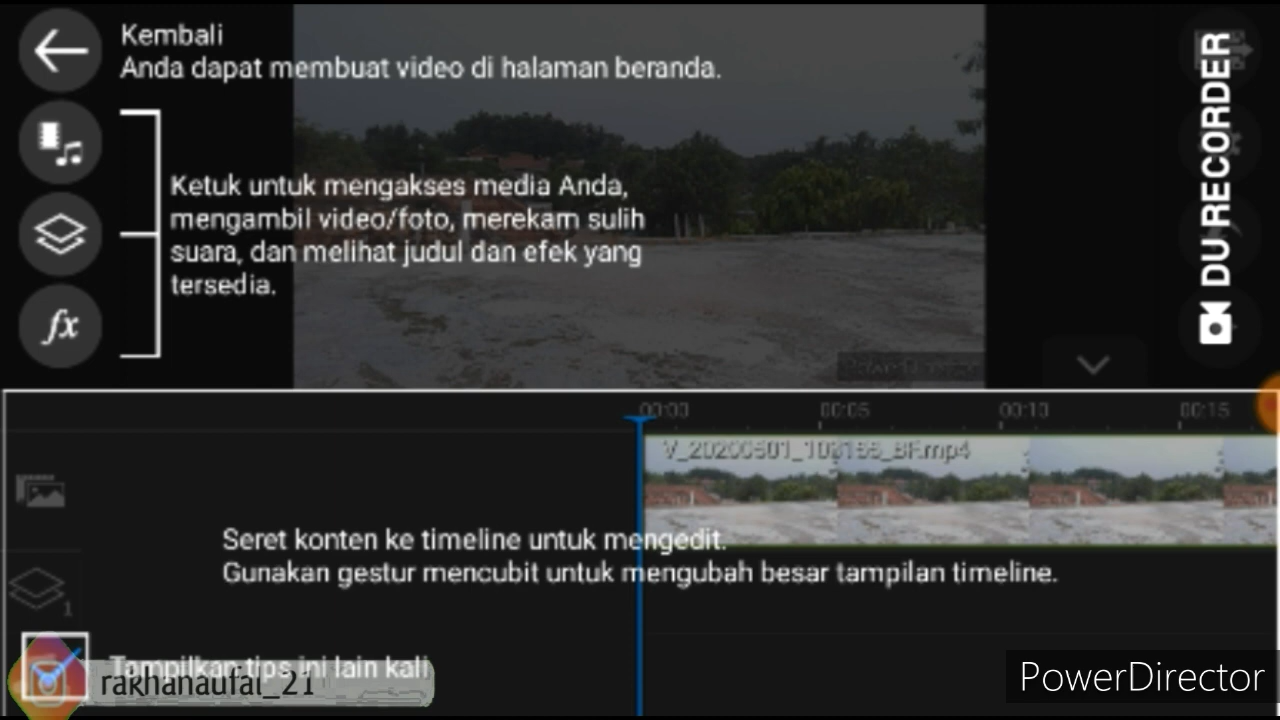 Kembali
Anda dapat membuat video di halaman beranda.
Ketuk untuk mengakses media Anda,
mengambil video/foto, merekam sulih
suara, dan melihat judul dan efek yang
tersedia.
fx
DU RECORDER
PowerDirector
00:00
00:05
00:10
00:15
Seret konten ke timeline untuk mengedit.
Gunakan gestur mencubit untuk mengubah besar tampilan timeline.
1
Tampilkan tips ini lain kali
rakhanaufal_21
PowerDirector